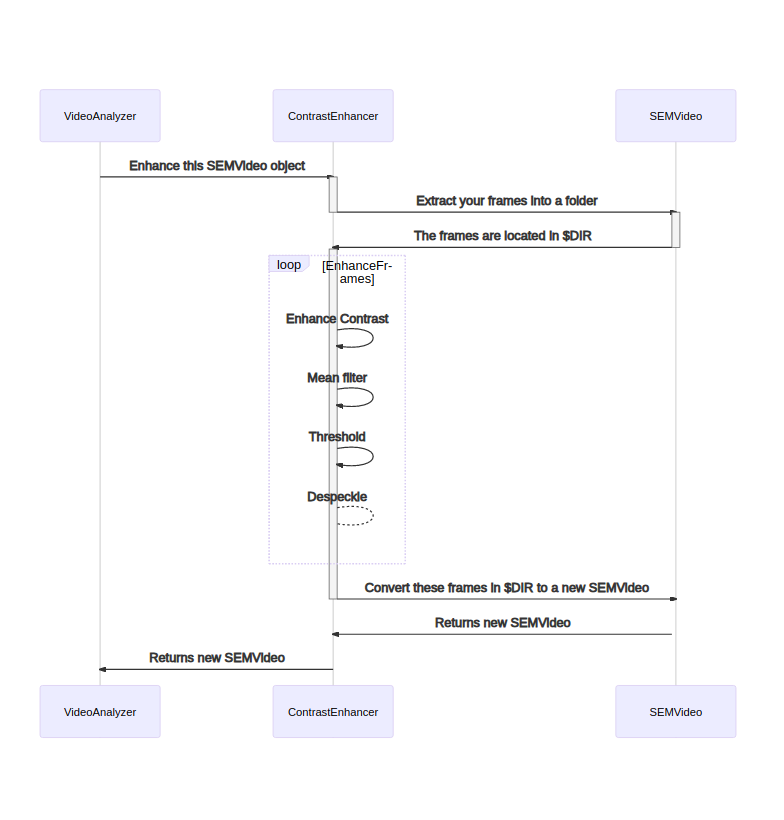 VideoAnalyzer
ContrastEnhancer
SEMVideo
Enhance this SEMVideo object
Extract your frames into a folder
The frames are located in $DIR
loop
[EnhanceFr-
ames]
Enhance Contrast
Mean filter
Threshold
Despeckle
Convert these frames in $DIR to a new SEMVideo
Returns new SEMVideo
Returns new SEMVideo
VideoAnalyzer
ContrastEnhancer
SEMVideo